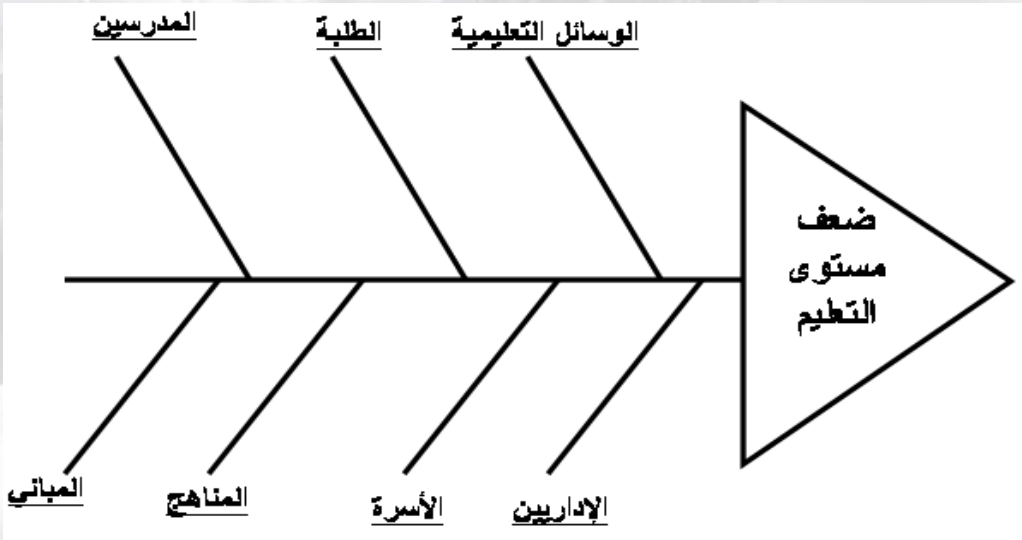 الوسائل التعليمية
الطلبة
المدرسين
ضعف
مستوى
التعليم
الإداريين
الأسرة
المناهج
المباني